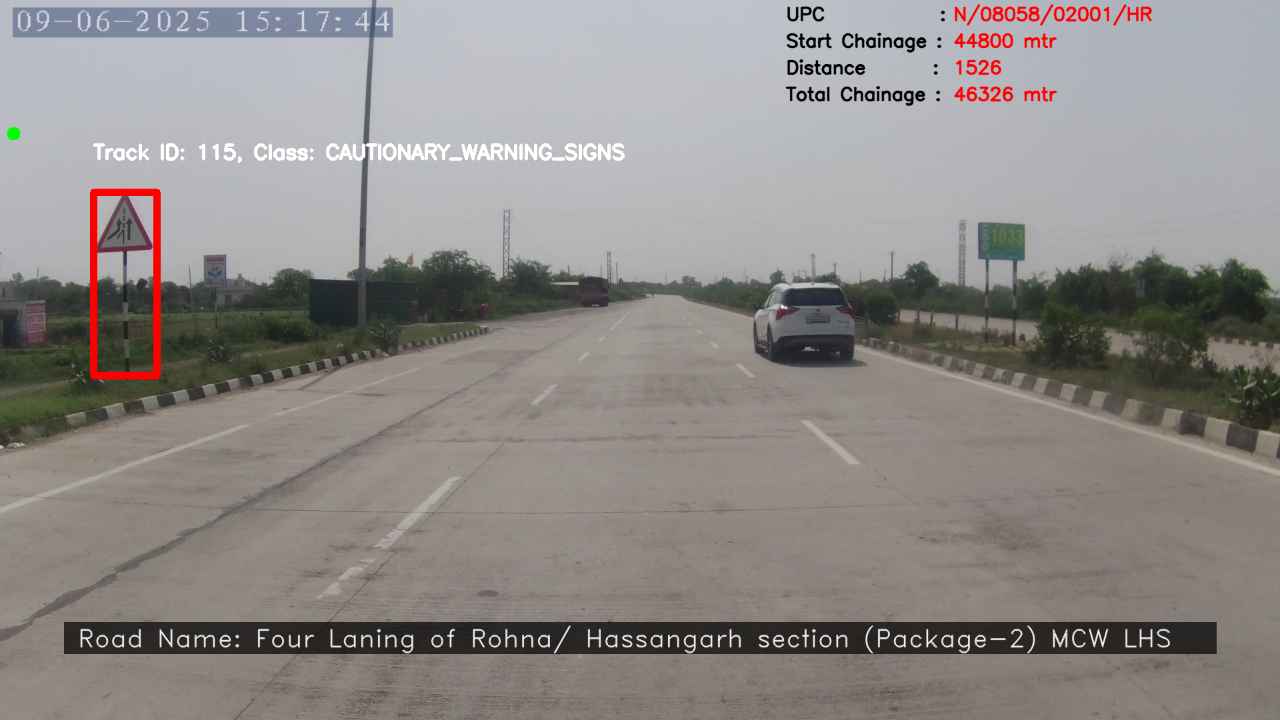 09-06-2025 15:17:44
UPC : N/08058/02001/HR
Start Chainage : 44800 mtr
Distance : 1526
Total Chainage : 46326 mtr
Track ID: 115, Class: CAUTIONARY_WARNING_SIGNS
1033
Road Name: Four Laning of Rohna/ Hassangarh section (Package-2) MCW LHS